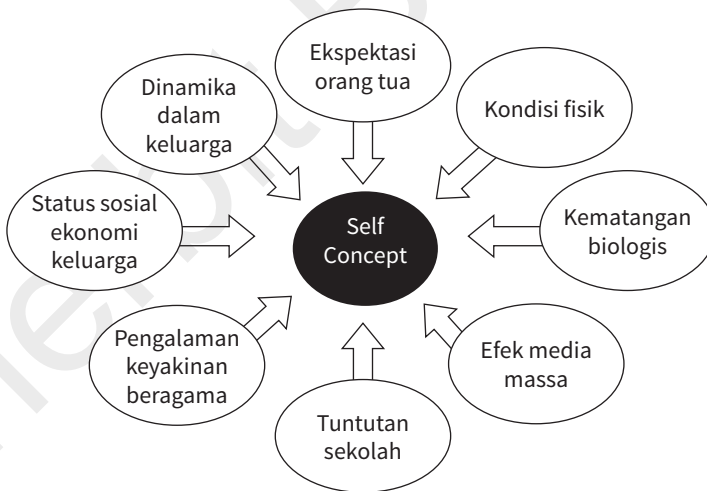 Ekspektasi
orang tua
Dinamika
dalam
keluarga
Kondisi fisik
Status sosial
ekonomi
keluarga
Self
Concept
Kematangan
biologis
Pengalaman
keyakinan
beragama
Efek media
massa
Tuntutan
sekolah